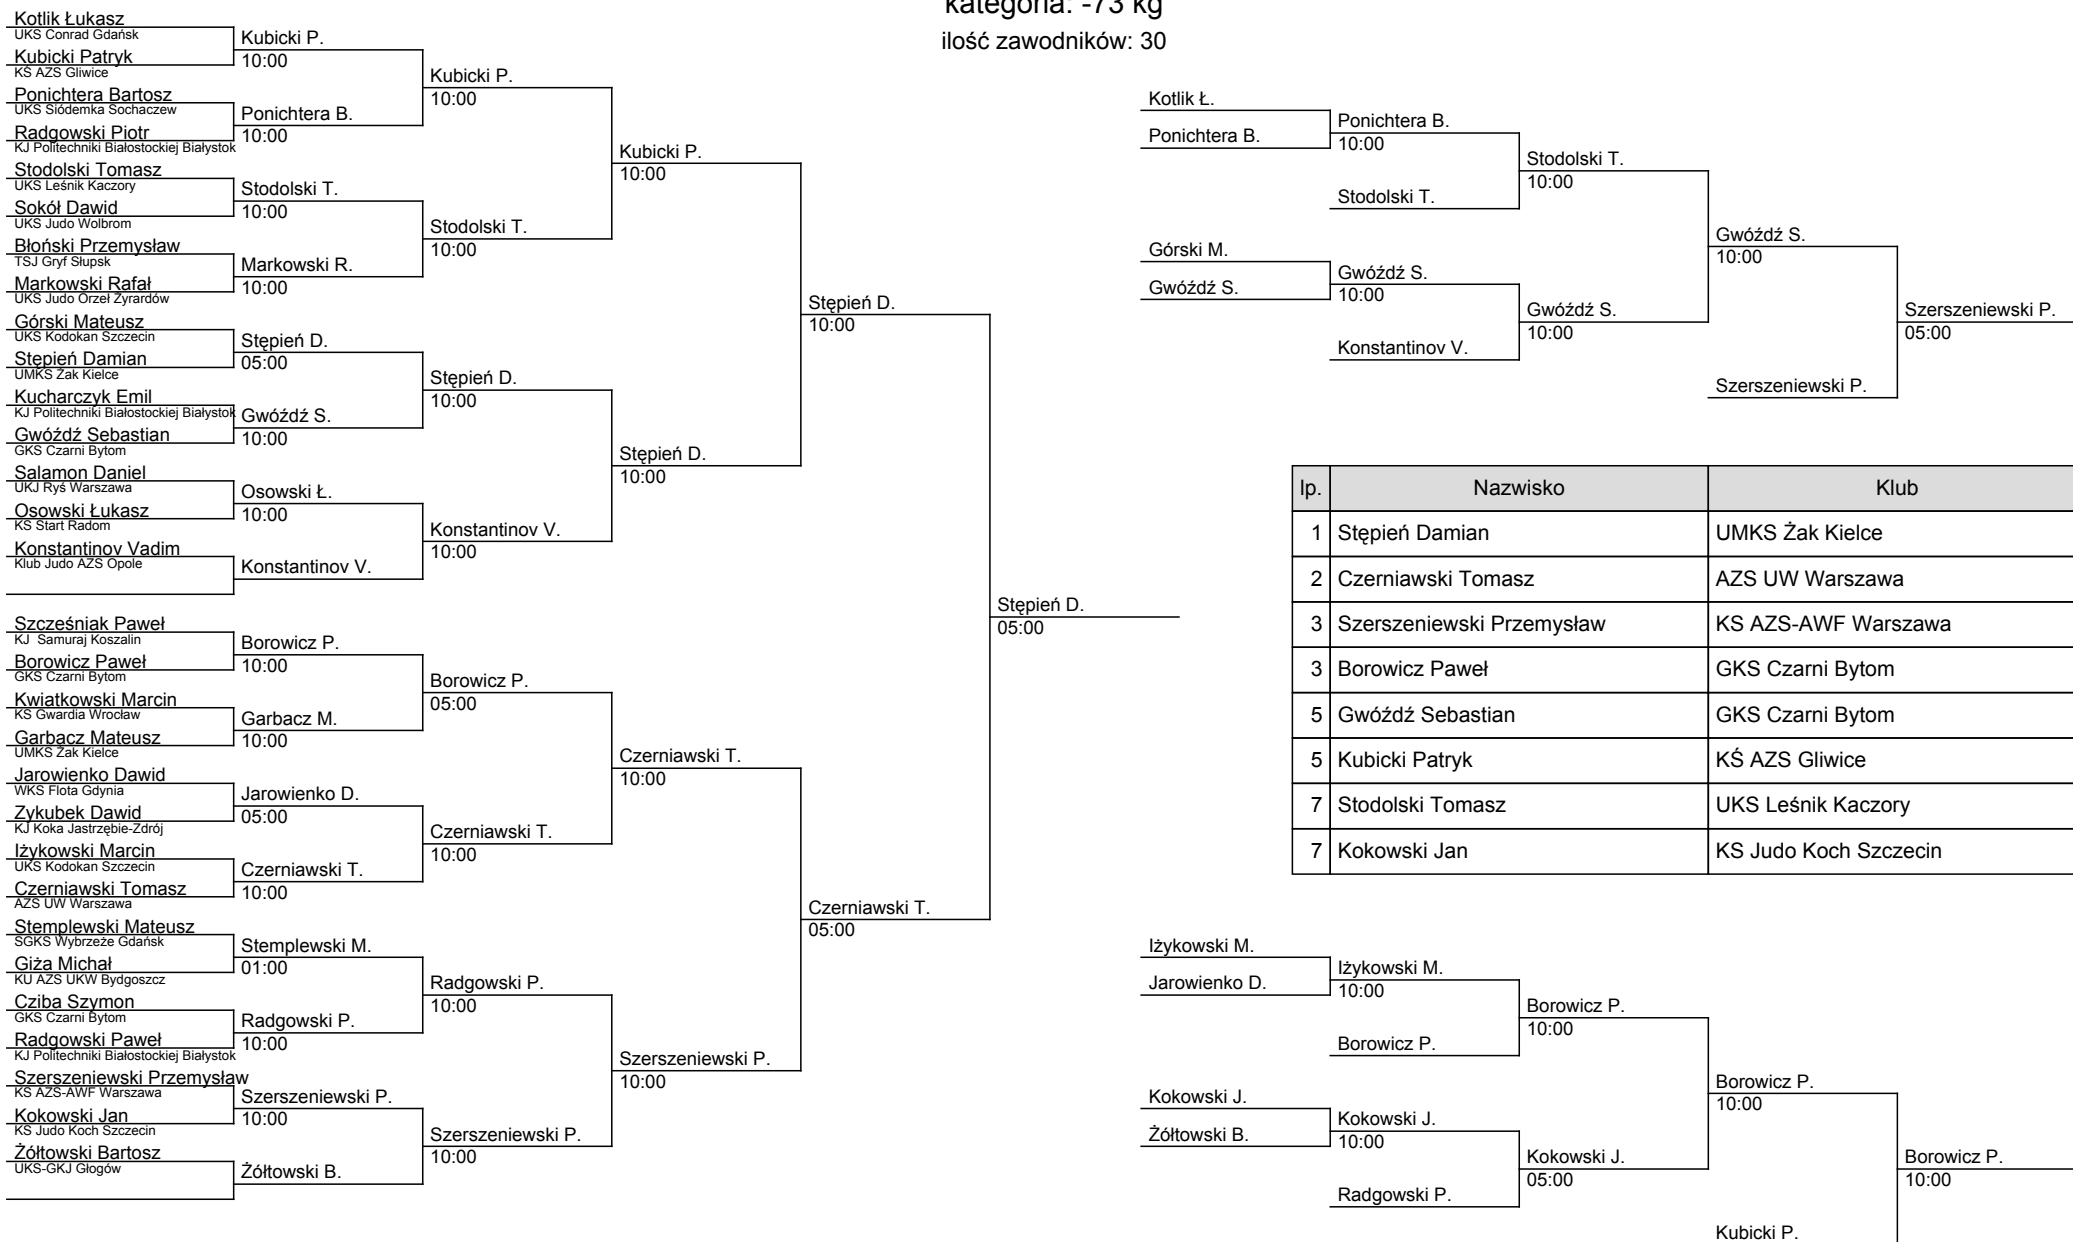 kategoria: -73 kg
ilość zawodników: 30
Kotlik Łukasz
UKS Conrad Gdańsk
Kubicki Patryk
KŚ AZS Gliwice
Ponichtera Bartosz
UKS Siódemka Sochaczew
Radgowski Piotr
KJ Politechniki Białostockiej Białystok
Stodolski Tomasz
UKS Leśnik Kaczory
Sokół Dawid
UKS Judo Wolbrom
Błoński Przemysław
TSJ Gryf Słupsk
Markowski Rafał
UKS Judo Orzeł Żyrardów
Górski Mateusz
UKS Kodokan Szczecin
Stępień Damian
UMKS Żak Kielce
Kucharczyk Emil
KJ Politechniki Białostockiej Białystok
Gwóźdź Sebastian
GKS Czarni Bytom
Salamon Daniel
UKJ Ryś Warszawa
Osowski Łukasz
KS Start Radom
Konstantinov Vadim
Klub Judo AZS Opole
Szcześniak Paweł
KJ  Samuraj Koszalin
Borowicz Paweł
GKS Czarni Bytom
Kwiatkowski Marcin
KS Gwardia Wrocław
Garbacz Mateusz
UMKS Żak Kielce
Jarowienko Dawid
WKS Flota Gdynia
Zykubek Dawid
KJ Koka Jastrzębie-Zdrój
Iżykowski Marcin
UKS Kodokan Szczecin
Czerniawski Tomasz
AZS UW Warszawa
Stemplewski Mateusz
SGKS Wybrzeże Gdańsk
Giża Michał
KU AZS UKW Bydgoszcz
Cziba Szymon
GKS Czarni Bytom
Radgowski Paweł
KJ Politechniki Białostockiej Białystok
Szerszeniewski Przemysław
KS AZS-AWF Warszawa
Kokowski Jan
KS Judo Koch Szczecin
Żółtowski Bartosz
UKS-GKJ Głogów
Kubicki P.
10:00
Ponichtera B.
10:00
Stodolski T.
10:00
Markowski R.
10:00
Stępień D.
05:00
Gwóźdź S.
10:00
Osowski Ł.
10:00
Konstantinov V.
Borowicz P.
10:00
Garbacz M.
10:00
Jarowienko D.
05:00
Czerniawski T.
10:00
Stemplewski M.
01:00
Radgowski P.
10:00
Szerszeniewski P.
10:00
Żółtowski B.
Kubicki P.
10:00
Stodolski T.
10:00
Stępień D.
10:00
Konstantinov V.
10:00
Borowicz P.
05:00
Czerniawski T.
10:00
Radgowski P.
10:00
Szerszeniewski P.
10:00
Kubicki P.
10:00
Stępień D.
10:00
Czerniawski T.
10:00
Szerszeniewski P.
10:00
Stępień D.
10:00
Czerniawski T.
05:00
Stępień D.
05:00
Kotlik Ł.
Ponichtera B.
Górski M.
Gwóźdź S.
Ponichtera B.
10:00
Stodolski T.
Gwóźdź S.
10:00
Konstantinov V.
Stodolski T.
10:00
Gwóźdź S.
10:00
Gwóźdź S.
10:00
Szerszeniewski P.
Szerszeniewski P.
05:00
lp. Nazwisko Klub
1 Stępień Damian UMKS Żak Kielce
2 Czerniawski Tomasz AZS UW Warszawa
3 Szerszeniewski Przemysław KS AZS-AWF Warszawa
3 Borowicz Paweł GKS Czarni Bytom
5 Gwóźdź Sebastian GKS Czarni Bytom
5 Kubicki Patryk KŚ AZS Gliwice
7 Stodolski Tomasz UKS Leśnik Kaczory
7 Kokowski Jan KS Judo Koch Szczecin
Iżykowski M.
Jarowienko D.
Kokowski J.
Żółtowski B.
Iżykowski M.
10:00
Borowicz P.
Kokowski J.
10:00
Radgowski P.
Borowicz P.
10:00
Kokowski J.
05:00
Borowicz P.
10:00
Kubicki P.
Borowicz P.
10:00